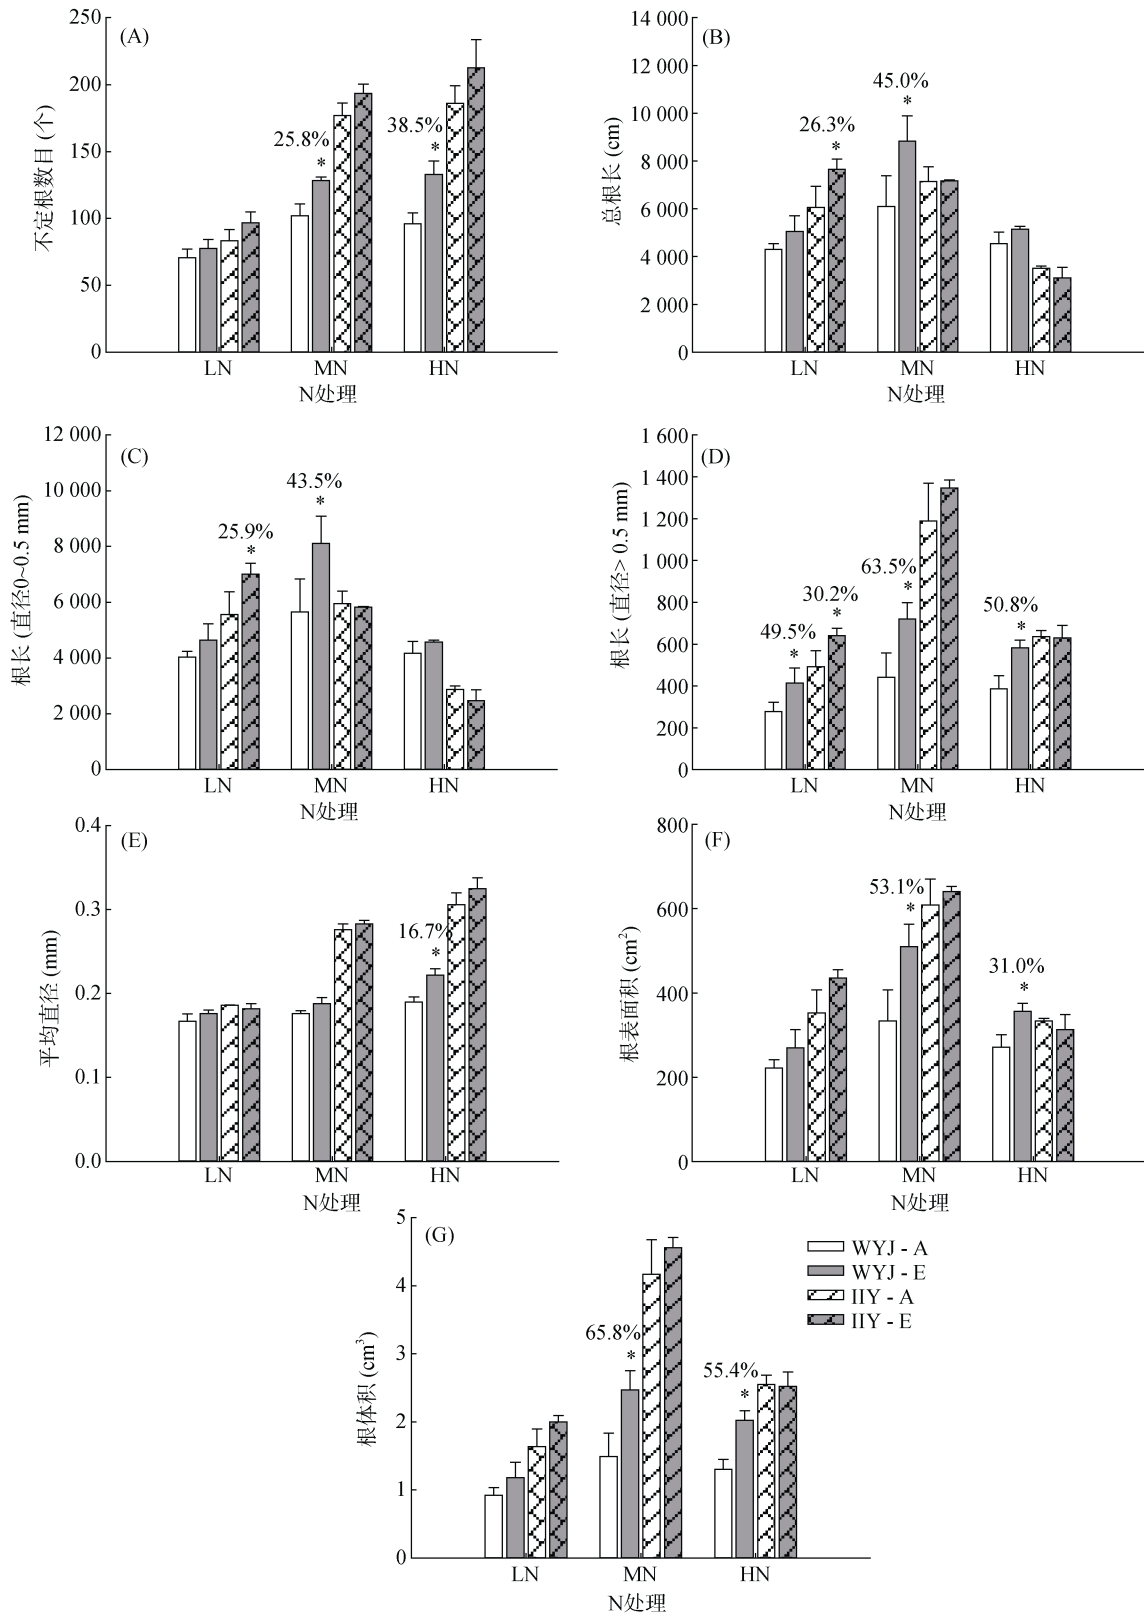 (A)
不定根数目 (个)
250
200
150
100
50
0
25.8%
*
38.5%
*
LN
MN
HN
N处理
(B)
总根长 (cm)
14 000
12 000
10 000
8 000
6 000
4 000
2 000
0
26.3%
*
45.0%
*
LN
MN
HN
N处理
(C)
根长 (直径0~0.5 mm)
12 000
10 000
8 000
6 000
4 000
2 000
0
25.9%
*
43.5%
*
LN
MN
HN
N处理
(D)
根长 (直径> 0.5 mm)
1 600
1 400
1 200
1 000
800
600
400
200
0
49.5%
*
30.2%
*
63.5%
*
50.8%
*
LN
MN
HN
N处理
(E)
平均直径 (mm)
0.4
0.3
0.2
0.1
0.0
16.7%
*
LN
MN
HN
N处理
(F)
根表面积 (cm²)
800
600
400
200
0
53.1%
*
31.0%
*
LN
MN
HN
N处理
(G)
根体积 (cm³)
5
4
3
2
1
0
65.8%
*
55.4%
*
LN
MN
HN
N处理
WYJ - A
WYJ - E
IIY - A
IIY - E